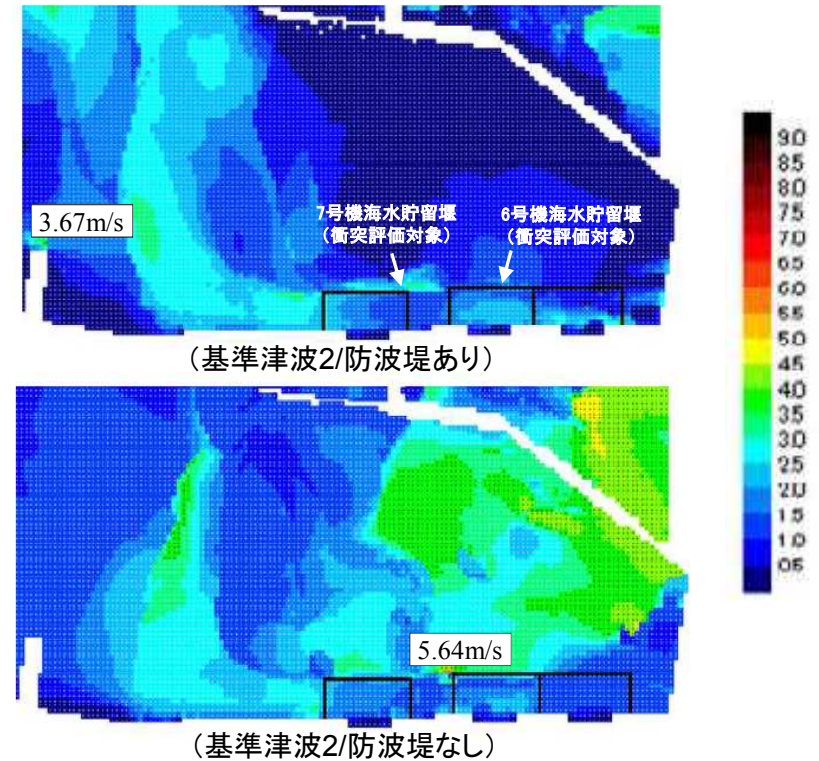 3.67m/s
7号機海水貯留堰
(衝突評価対象)
6号機海水貯留堰
(衝突評価対象)
(基準津波2/防波堤あり)
5.64m/s
(基準津波2/防波堤なし)
9.0
8.5
8.0
7.5
7.0
6.5
6.0
5.5
5.0
4.5
4.0
3.5
3.0
2.5
2.0
1.5
1.0
0.5